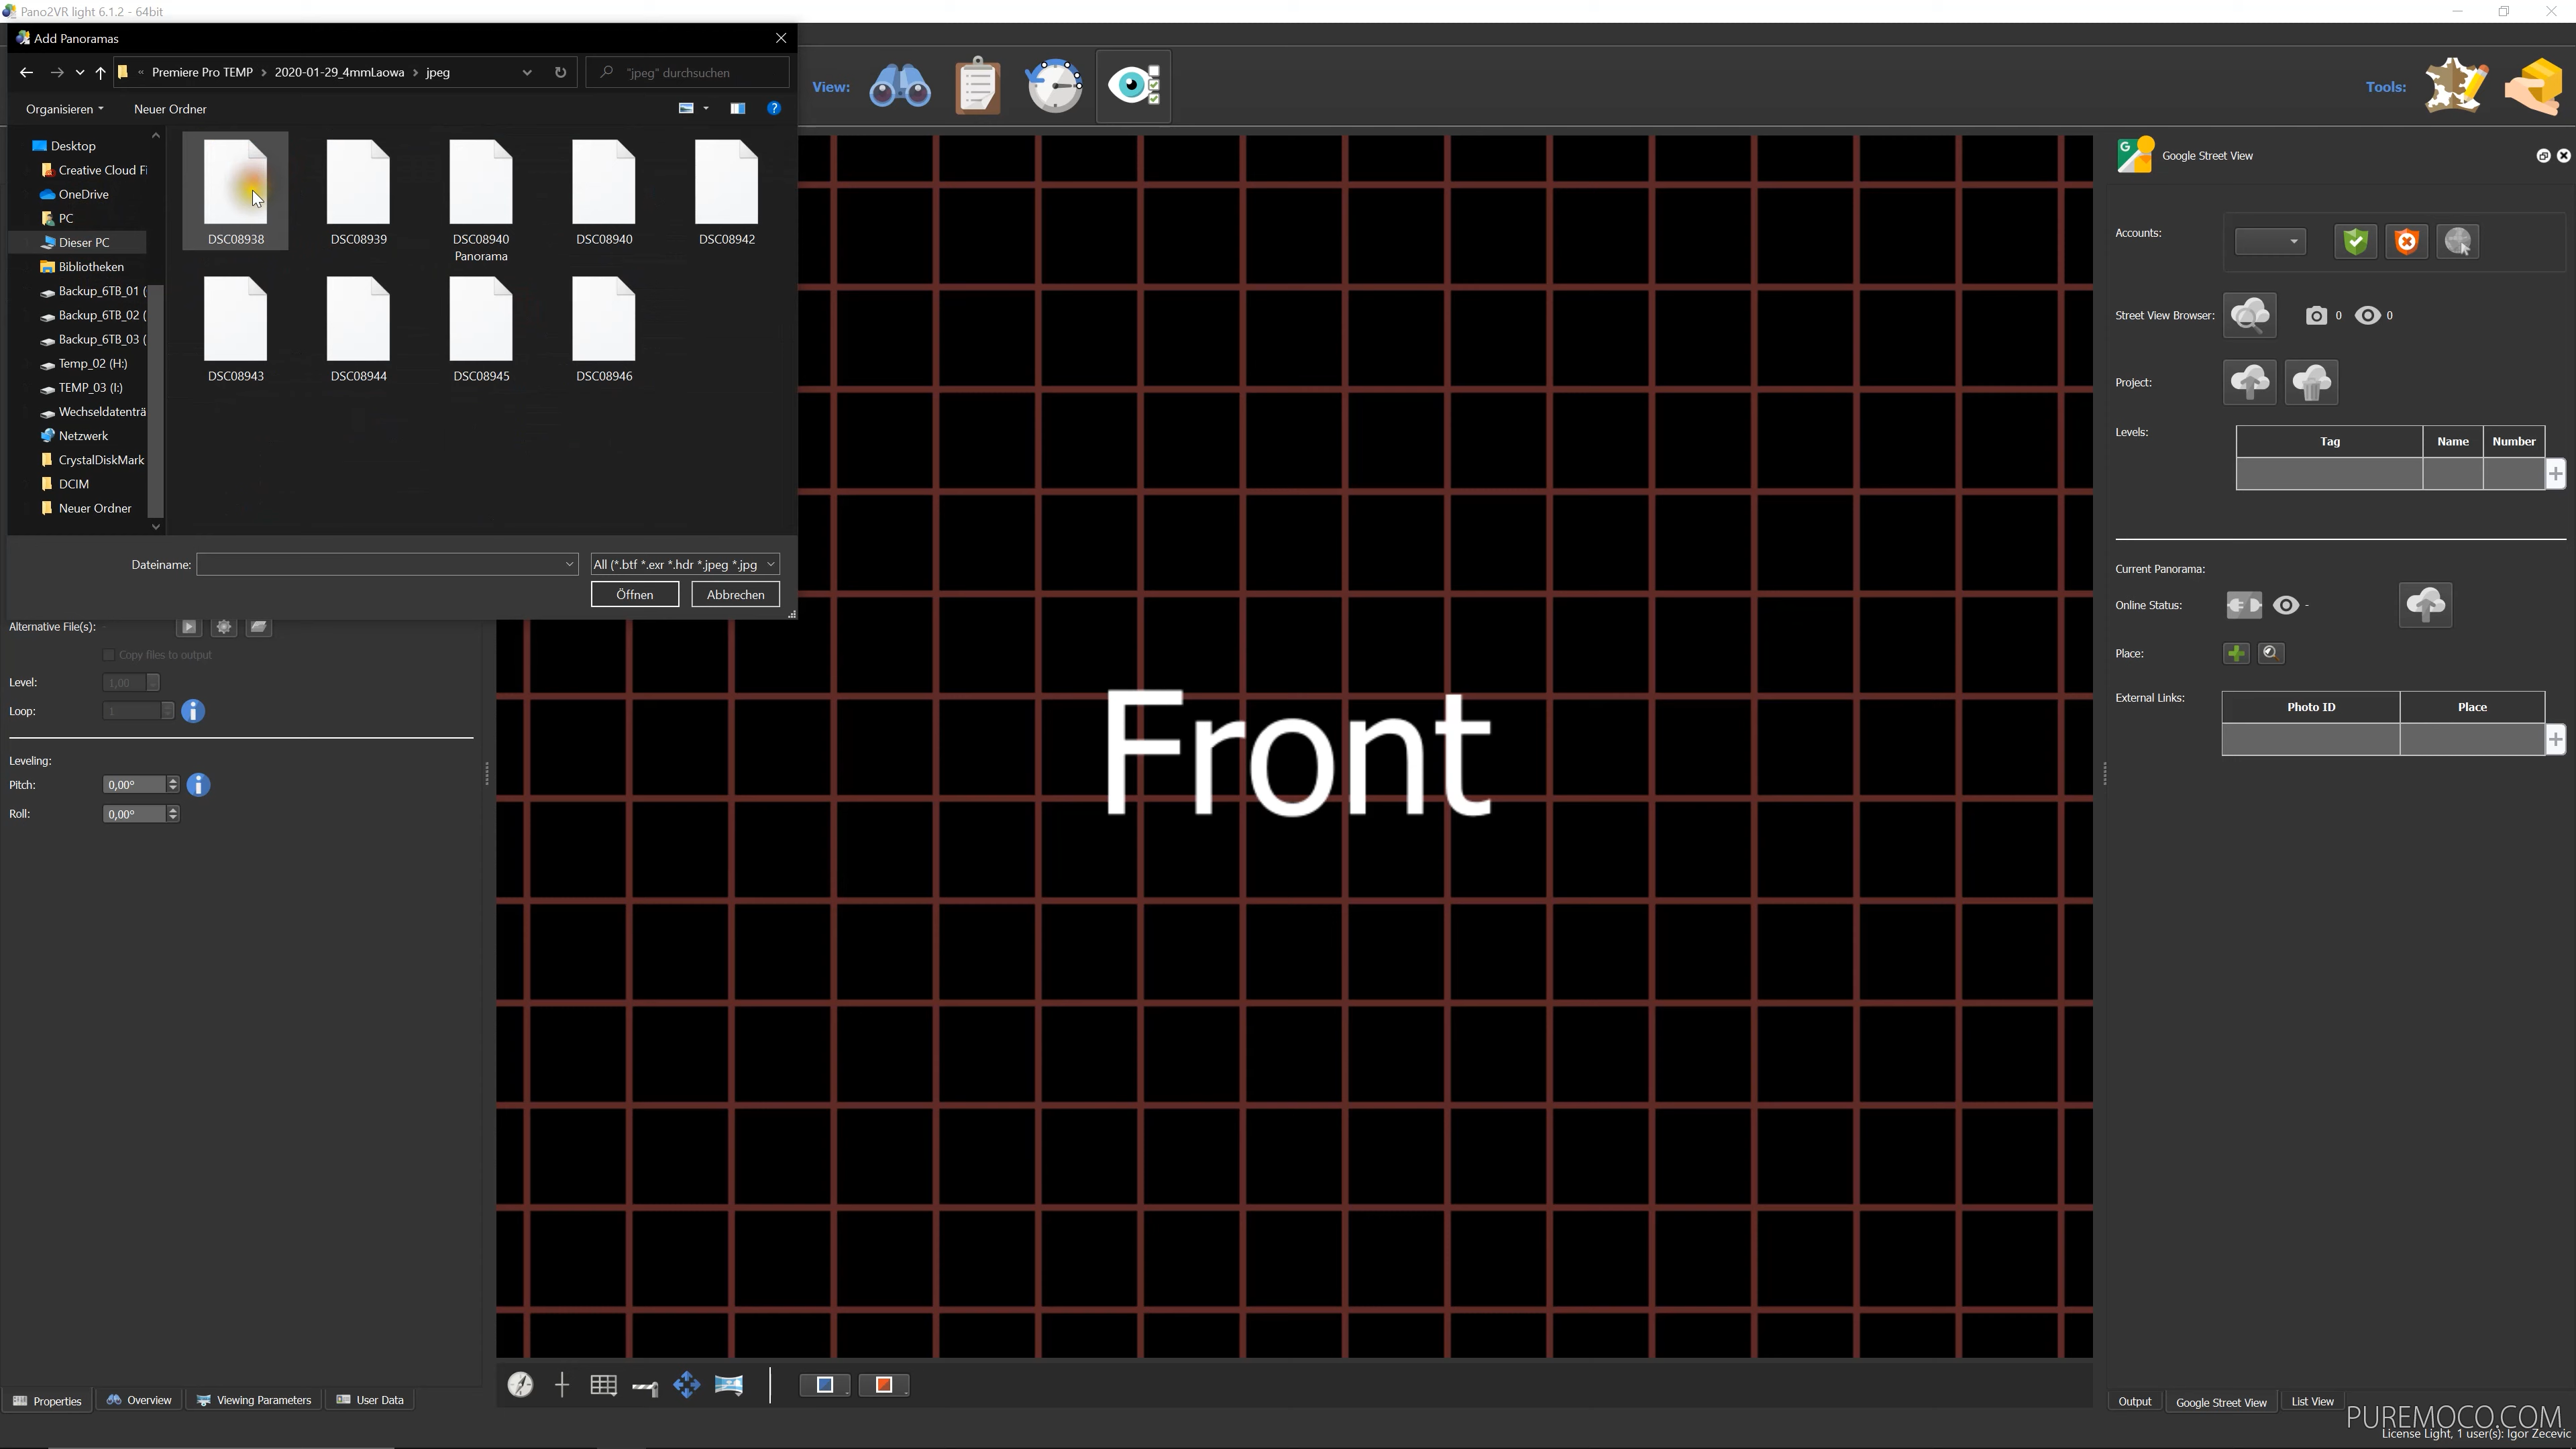 Pano2VR light 6.1.2 - 64bit
Add Panoramas
« Premiere Pro TEMP > 2020-01-29_4mmLaowa > jpeg
"jpeg" durchsuchen
Organisieren
Neuer Ordner
View:
Tools:
Desktop
Creative Cloud Fi
OneDrive
PC
Dieser PC
Bibliotheken
Backup_6TB_01 (
Backup_6TB_02 (
Backup_6TB_03 (
Temp_02 (H:)
TEMP_03 (I:)
Wechseldatenträ
Netzwerk
CrystalDiskMark
DCIM
Neuer Ordner
DSC08938
DSC08939
DSC08940
Panorama
DSC08940
DSC08942
DSC08943
DSC08944
DSC08945
DSC08946
Dateiname:
All (*.btf *.exr *.hdr *.jpeg *.jpg
Öffnen
Abbrechen
Alternative File(s): -
Copy files to output
Level:
1,00
Loop:
1
Leveling:
Pitch:
0,00°
Roll:
0,00°
Properties
Overview
Viewing Parameters
User Data
Front
Google Street View
Accounts:
Street View Browser:
0
0
Project:
Levels:
Tag Name Number
Current Panorama:
Online Status:
-
Place:
External Links:
Photo ID Place
Output
Google Street View
List View
PUREMOCO.COM
License Light, 1 user(s): Igor Zecevic